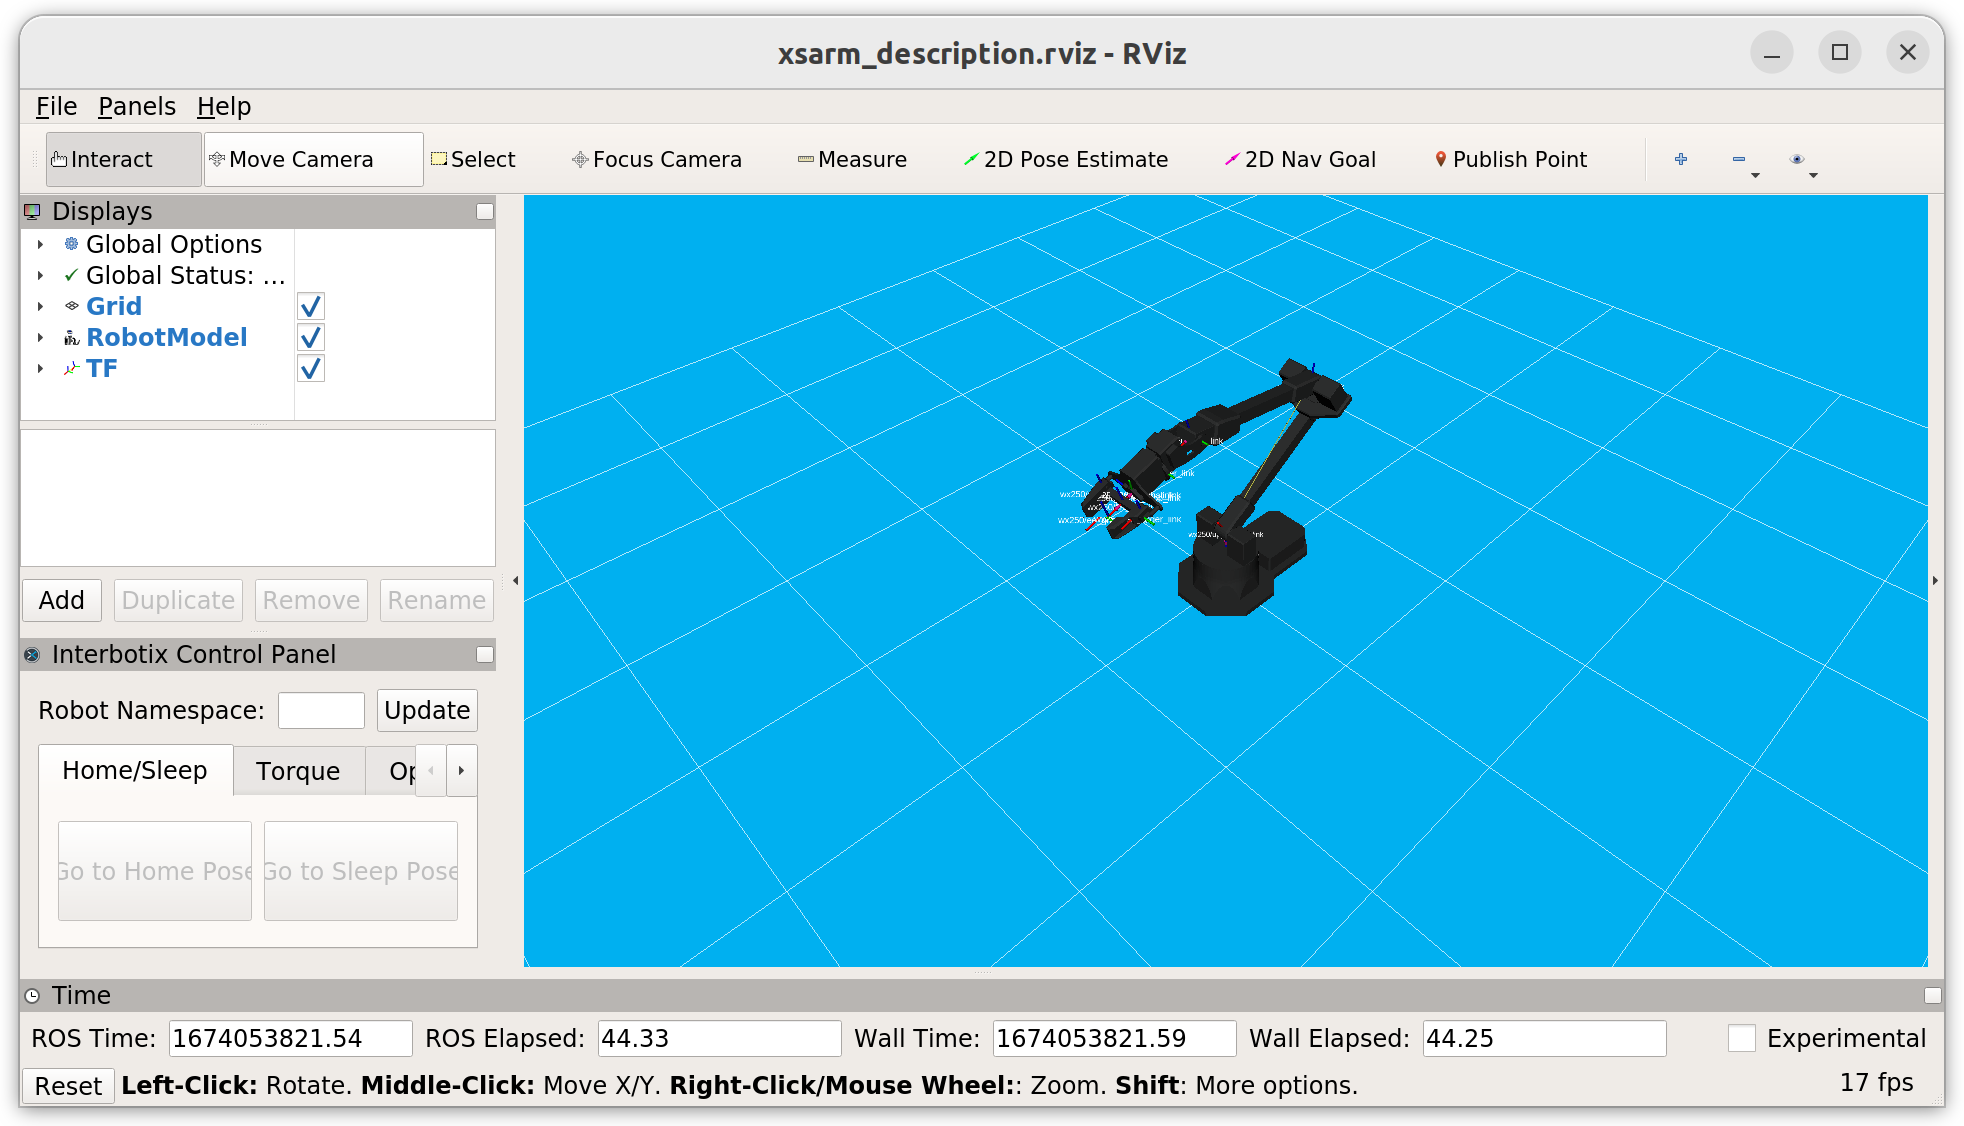 xsarm_description.rviz - RViz
File Panels Help
Interact Move Camera Select Focus Camera Measure 2D Pose Estimate 2D Nav Goal Publish Point
Displays
Global Options
Global Status: ...
Grid
RobotModel
TF
link
Add Duplicate Remove Rename
Interbotix Control Panel
Robot Namespace: Update
Home/Sleep Torque Op
Go to Home Pose Go to Sleep Pose
Time
ROS Time: 1674053821.54 ROS Elapsed: 44.33 Wall Time: 1674053821.59 Wall Elapsed: 44.25 Experimental
Reset Left-Click: Rotate. Middle-Click: Move X/Y. Right-Click/Mouse Wheel:: Zoom. Shift: More options. 17 fps